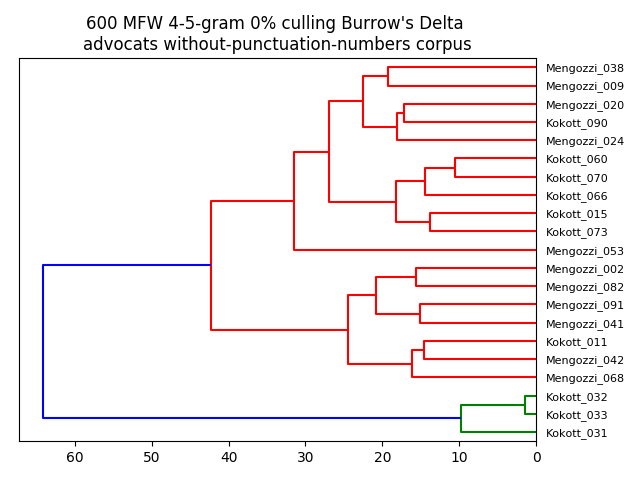 600 MFW 4-5-gram 0% culling Burrow's Delta
advocats without-punctuation-numbers corpus
Mengozzi_038
Mengozzi_009
Mengozzi_020
Kokott_090
Mengozzi_024
Kokott_060
Kokott_070
Kokott_066
Kokott_015
Kokott_073
Mengozzi_053
Mengozzi_002
Mengozzi_082
Mengozzi_091
Mengozzi_041
Kokott_011
Mengozzi_042
Mengozzi_068
Kokott_032
Kokott_033
Kokott_031
60 50 40 30 20 10 0